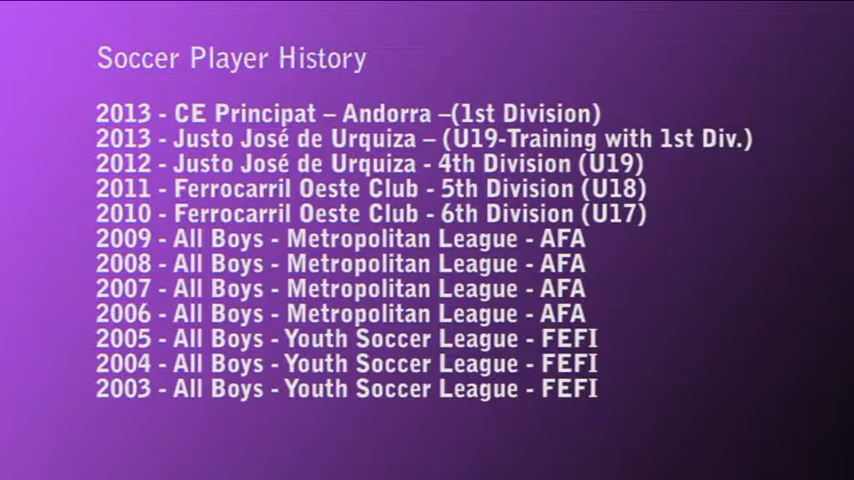 Soccer Player History
2013 - CE Principat – Andorra –(1st Division)
2013 - Justo José de Urquiza – (U19-Training with 1st Div.)
2012 - Justo José de Urquiza - 4th Division (U19)
2011 - Ferrocarril Oeste Club - 5th Division (U18)
2010 - Ferrocarril Oeste Club - 6th Division (U17)
2009 - All Boys - Metropolitan League - AFA
2008 - All Boys - Metropolitan League - AFA
2007 - All Boys - Metropolitan League - AFA
2006 - All Boys - Metropolitan League - AFA
2005 - All Boys - Youth Soccer League - FEFI
2004 - All Boys - Youth Soccer League - FEFI
2003 - All Boys - Youth Soccer League - FEFI